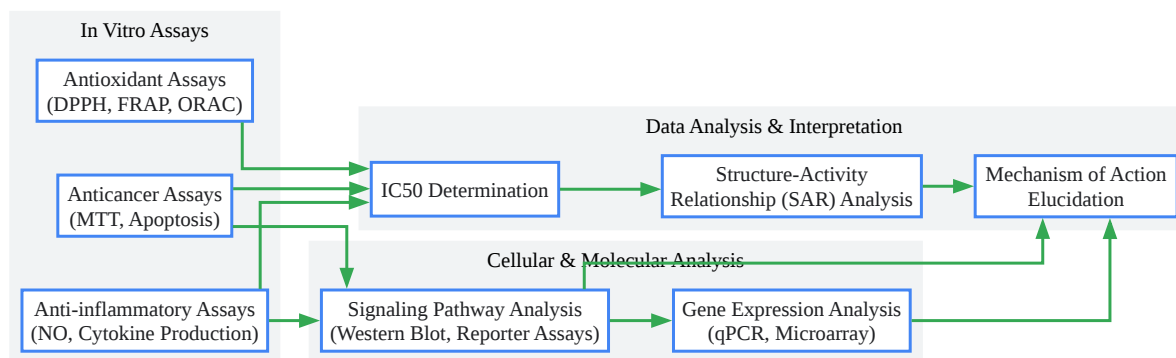 In Vitro Assays
Antioxidant Assays
(DPPH, FRAP, ORAC)
Anticancer Assays
(MTT, Apoptosis)
Anti-inflammatory Assays
(NO, Cytokine Production)
Data Analysis & Interpretation
IC50 Determination
Structure-Activity
Relationship (SAR) Analysis
Mechanism of Action
Elucidation
Cellular & Molecular Analysis
Signaling Pathway Analysis
(Western Blot, Reporter Assays)
Gene Expression Analysis
(qPCR, Microarray)